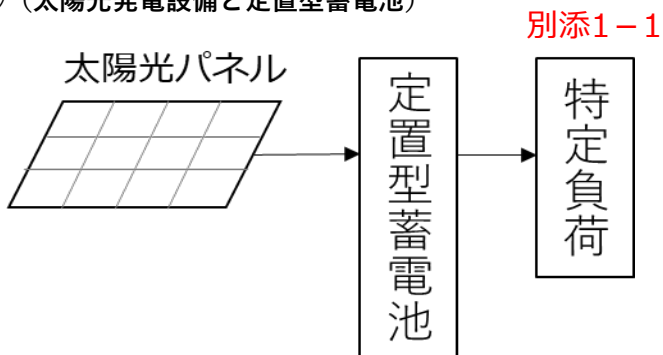 （太陽光発電設備と定置型蓄電池）
別添1－1
太陽光パネル
定置型蓄電池
特定負荷